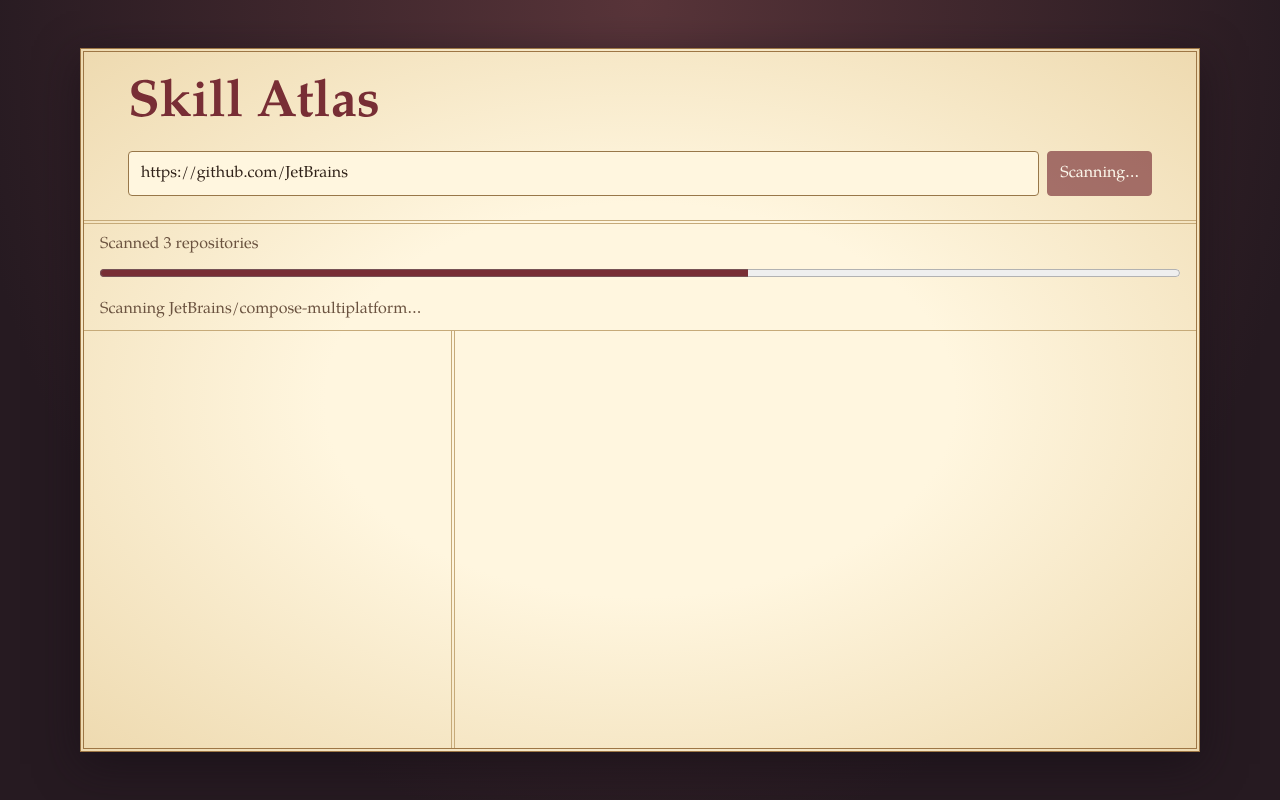 Skill Atlas
https://github.com/JetBrains
Scanning...
Scanned 3 repositories
Scanning JetBrains/compose-multiplatform...